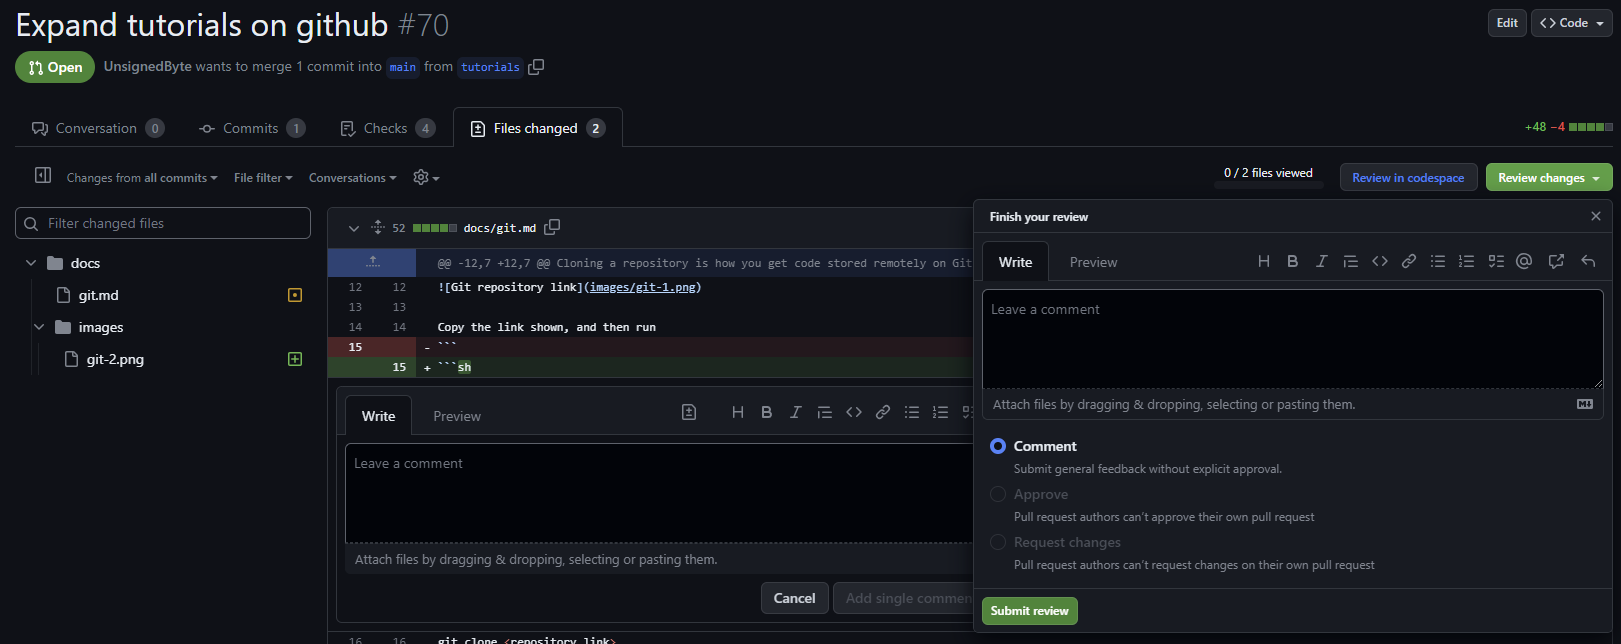 Expand tutorials on github #70
Edit
Code
Open
UnsignedByte wants to merge 1 commit into main from tutorials
Conversation 0
Commits 1
Checks 4
Files changed 2
+48 −4
Changes from all commits
File filter
Conversations
0 / 2 files viewed
Review in codespace
Review changes
Filter changed files
docs
git.md
images
git-2.png
52 docs/git.md
@@ -12,7 +12,7 @@ Cloning a repository is how you get code stored remotely on Git
12 12 ![Git repository link](images/git-1.png)
13 13
14 14 Copy the link shown, and then run
15 - ```
15 + ```sh
Write
Preview
Leave a comment
Attach files by dragging & dropping, selecting or pasting them.
Cancel
Add single commen
16 16 git clone <repository link>
Finish your review
Write
Preview
Leave a comment
Attach files by dragging & dropping, selecting or pasting them.
Comment
Submit general feedback without explicit approval.
Approve
Pull request authors can't approve their own pull request
Request changes
Pull request authors can't request changes on their own pull request
Submit review